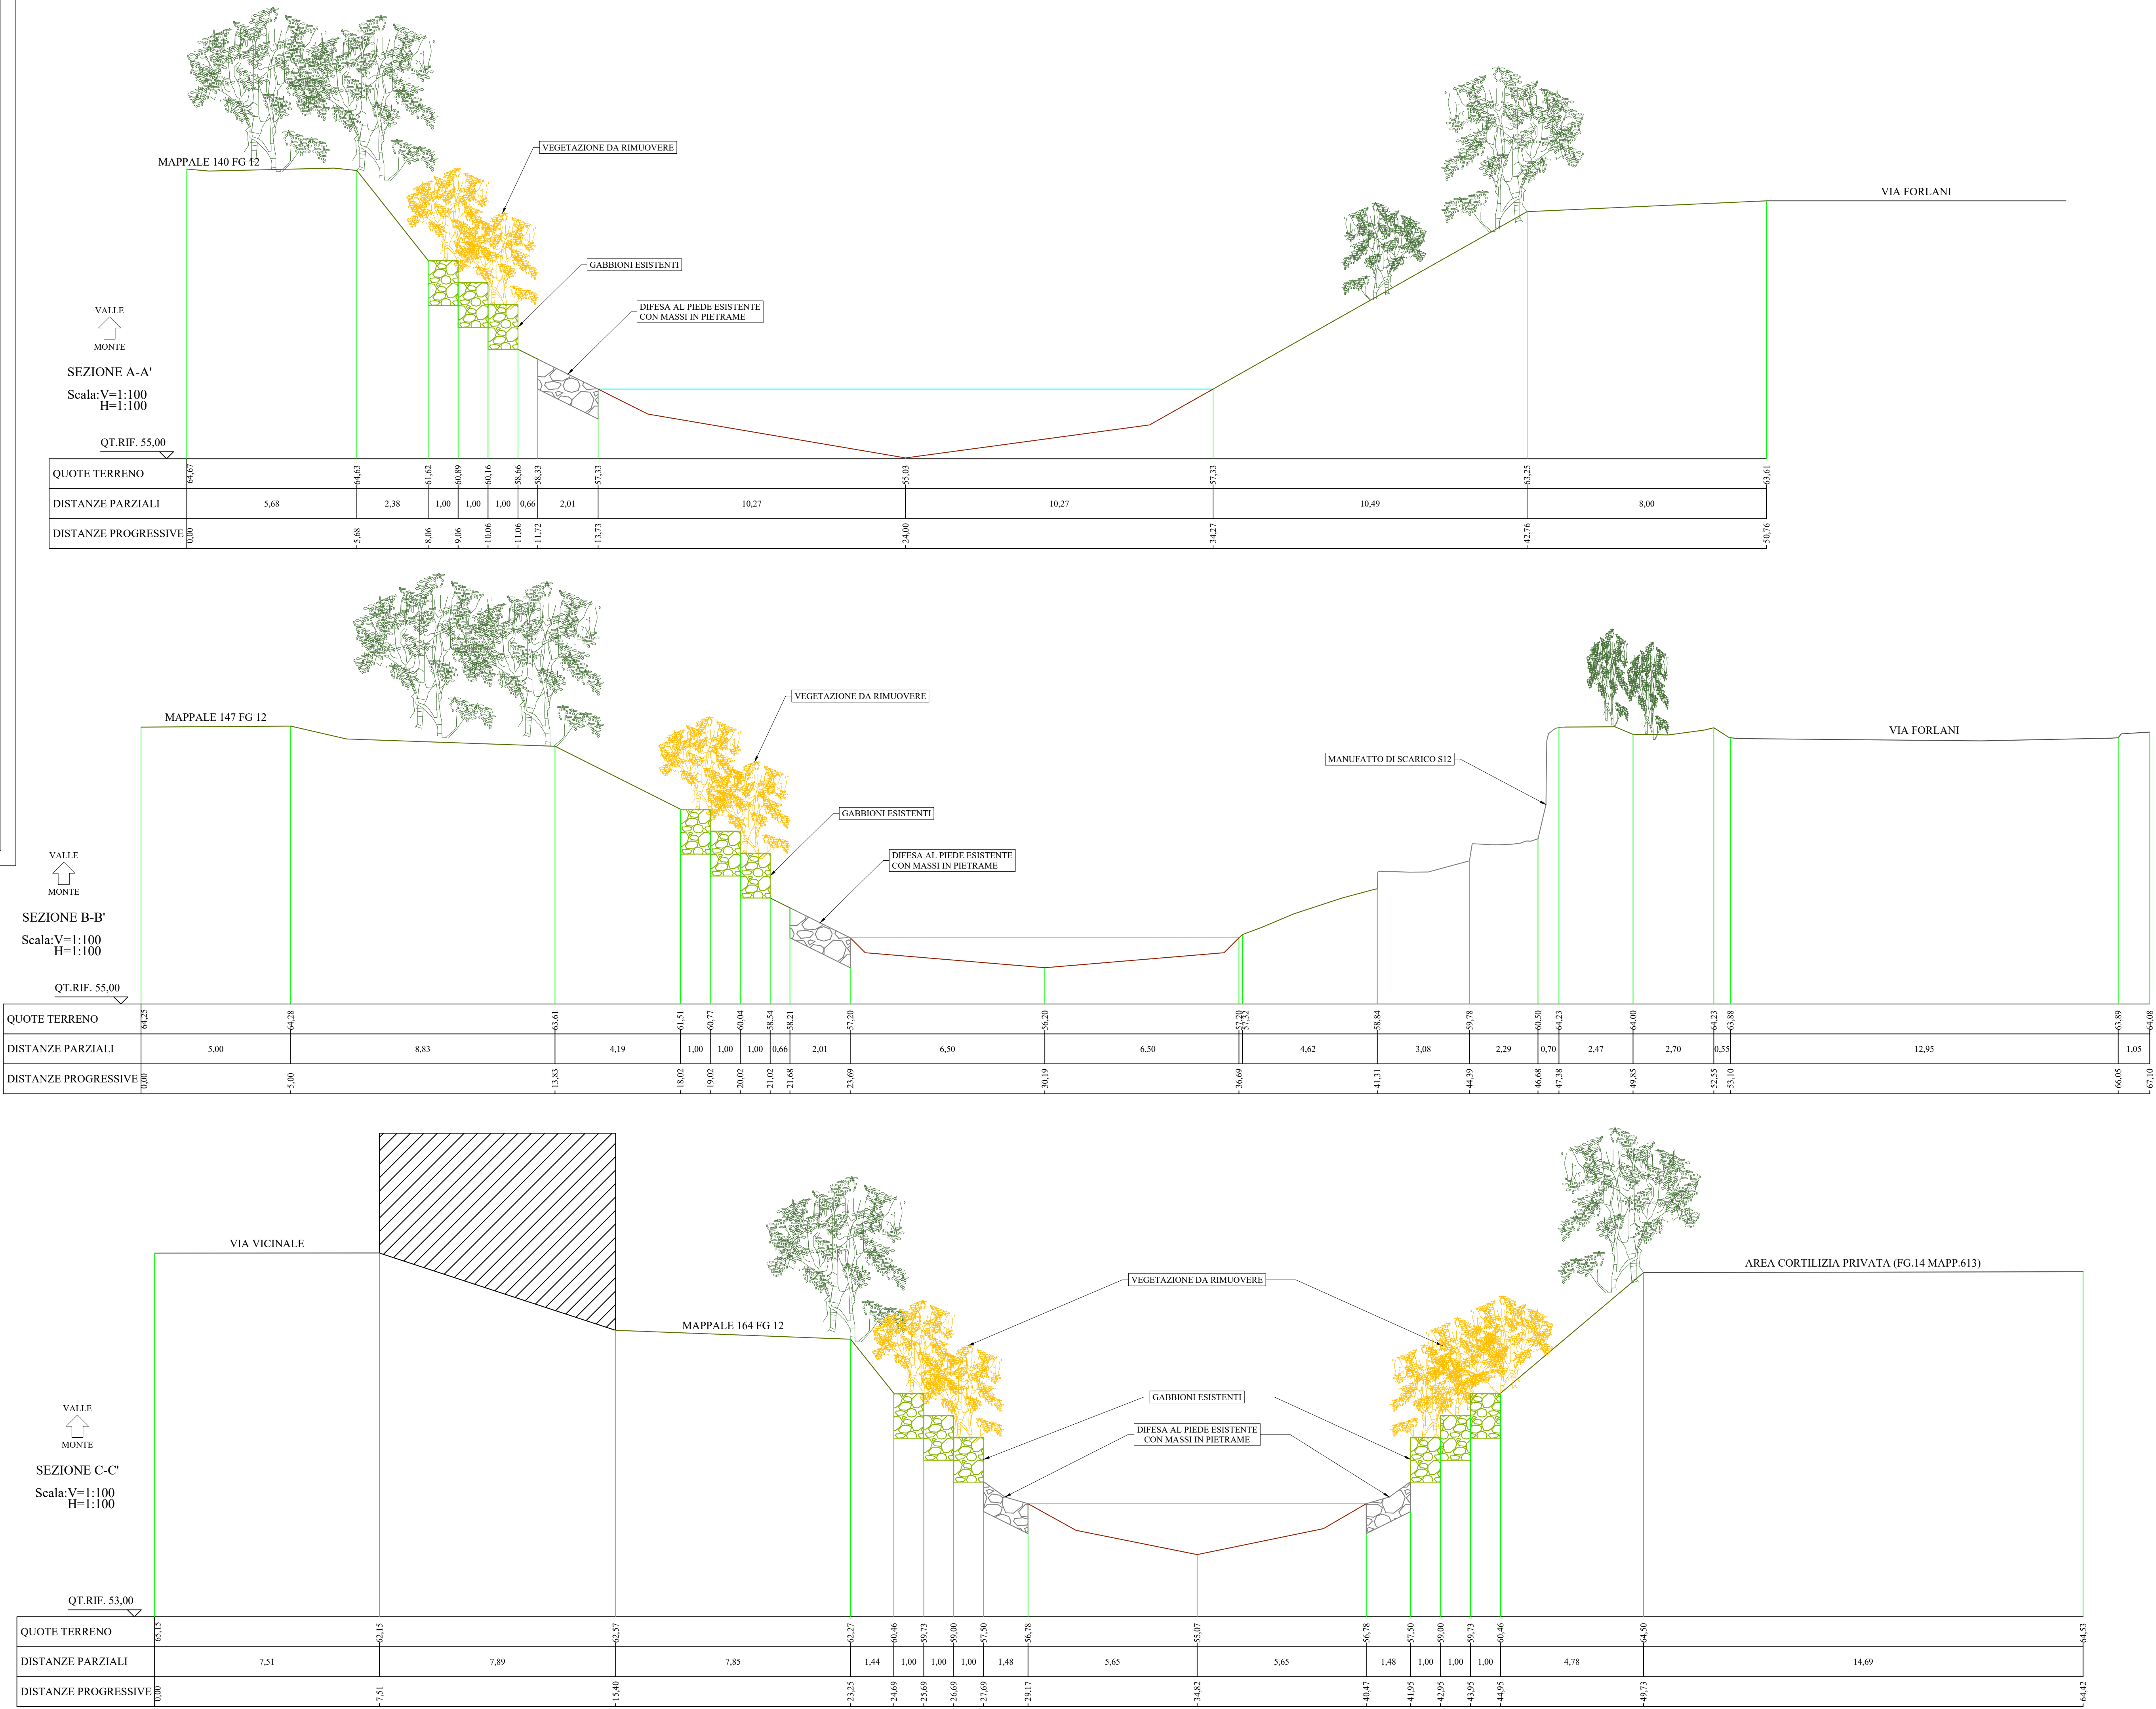 MAPPALE 140 FG 12
VEGETAZIONE DA RIMUOVERE
GABBIONI ESISTENTI
DIFESA AL PIEDE ESISTENTE
CON MASSI IN PIETRAME
VIA FORLANI
VALLE
MONTE
SEZIONE A-A'
Scala:V=1:100
H=1:100
QT.RIF. 55,00
QUOTE TERRENO 64,67 64,63 61,62 60,89 60,16 58,66 58,33 57,33 55,03 57,33 63,25 63,61
DISTANZE PARZIALI 5,68 2,38 1,00 1,00 1,00 0,66 2,01 10,27 10,27 10,49 8,00
DISTANZE PROGRESSIVE 0,00 5,68 8,06 9,06 10,06 11,06 11,72 13,73 24,00 34,27 42,76 50,76
MAPPALE 147 FG 12
VEGETAZIONE DA RIMUOVERE
GABBIONI ESISTENTI
DIFESA AL PIEDE ESISTENTE
CON MASSI IN PIETRAME
MANUFATTO DI SCARICO S12
VIA FORLANI
VALLE
MONTE
SEZIONE B-B'
Scala:V=1:100
H=1:100
QT.RIF. 55,00
QUOTE TERRENO 64,25 64,28 63,61 61,51 60,77 60,04 58,54 58,21 57,20 56,20 57,20 57,32 58,84 59,78 60,50 64,23 64,00 64,23 63,88 63,89 64,08
DISTANZE PARZIALI 5,00 8,83 4,19 1,00 1,00 1,00 0,66 2,01 6,50 6,50 4,62 3,08 2,29 0,70 2,47 2,70 0,55 12,95 1,05
DISTANZE PROGRESSIVE 0,00 5,00 13,83 18,02 19,02 20,02 21,02 21,68 23,69 30,19 36,69 41,31 44,39 46,68 47,38 49,85 52,55 53,10 66,05 67,10
VIA VICINALE
MAPPALE 164 FG 12
VEGETAZIONE DA RIMUOVERE
GABBIONI ESISTENTI
DIFESA AL PIEDE ESISTENTE
CON MASSI IN PIETRAME
AREA CORTILIZIA PRIVATA (FG.14 MAPP.613)
VALLE
MONTE
SEZIONE C-C'
Scala:V=1:100
H=1:100
QT.RIF. 53,00
QUOTE TERRENO 65,15 62,15 62,57 62,27 60,46 59,73 59,00 57,50 56,78 55,07 56,78 57,50 59,00 59,73 60,46 64,50 64,53
DISTANZE PARZIALI 7,51 7,89 7,85 1,44 1,00 1,00 1,00 1,48 5,65 5,65 1,48 1,00 1,00 1,00 4,78 14,69
DISTANZE PROGRESSIVE 0,00 7,51 15,40 23,25 24,69 25,69 26,69 27,69 29,17 34,82 40,47 41,95 42,95 43,95 44,95 49,73 64,42